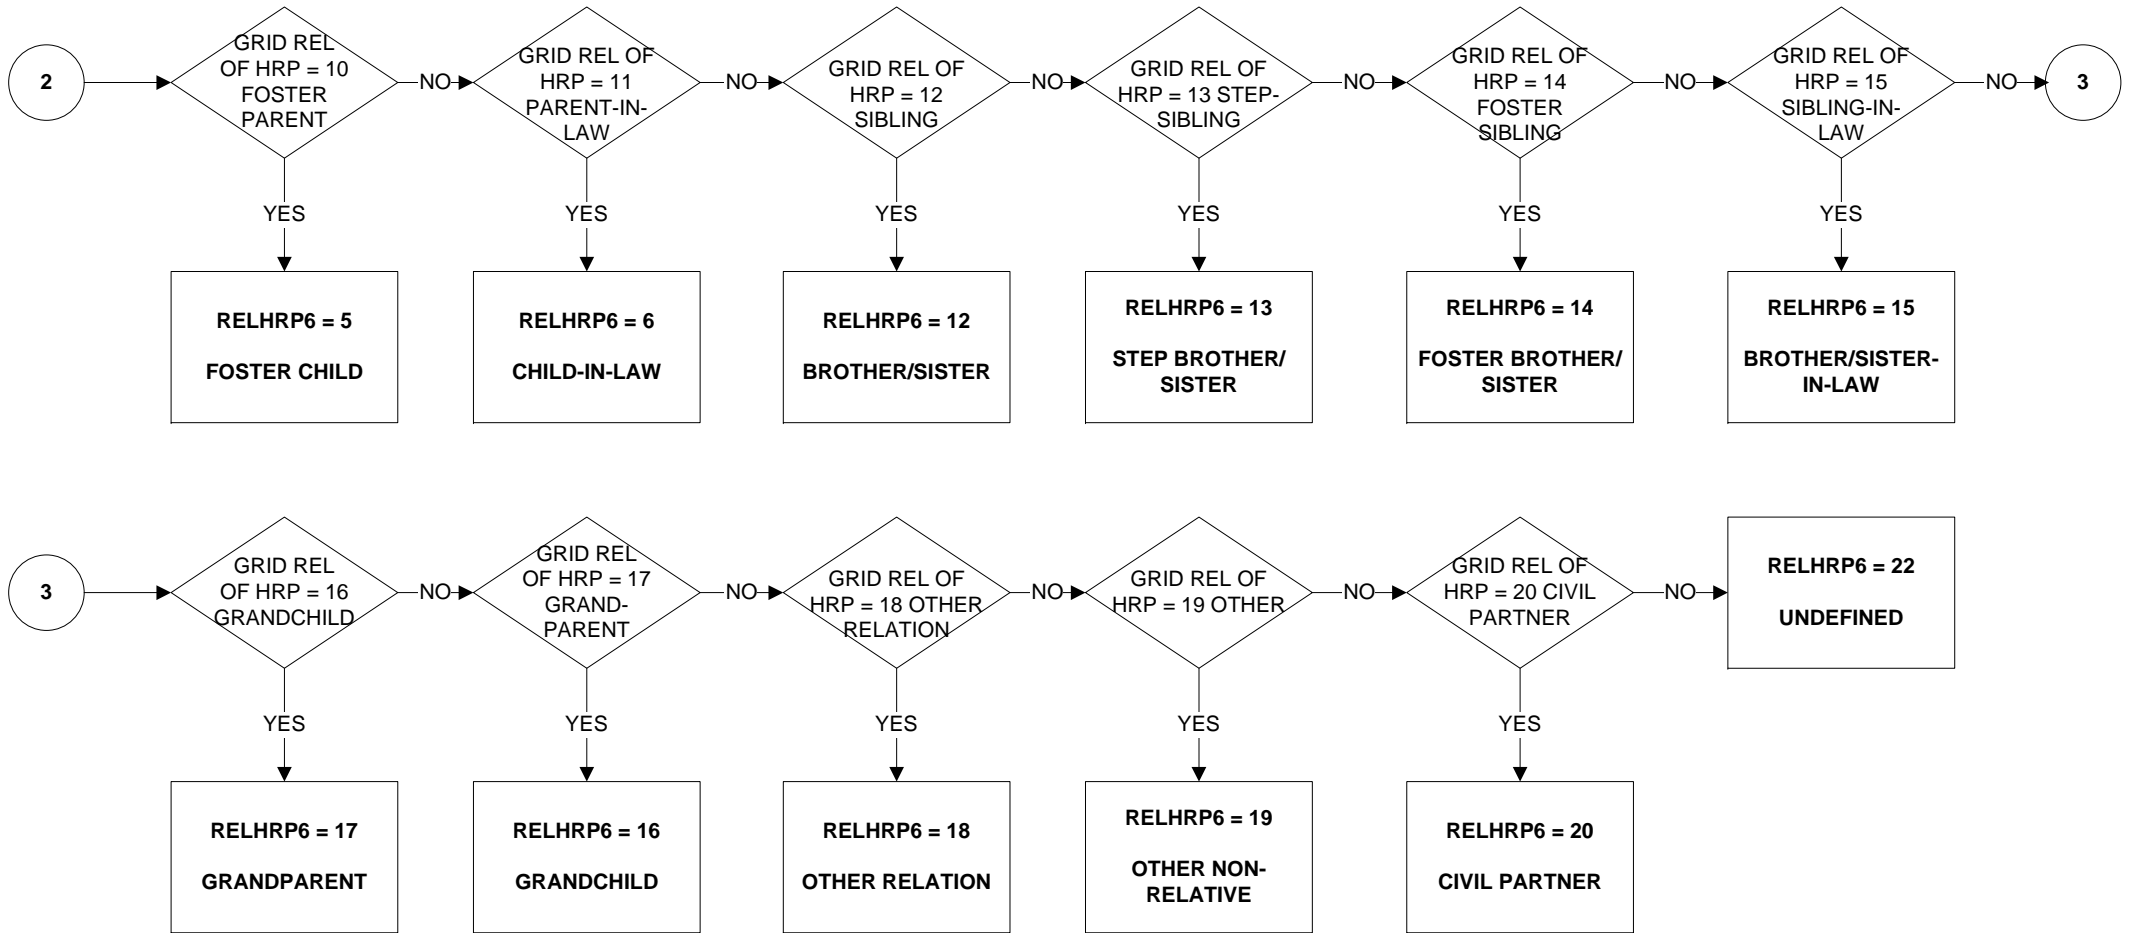 2
GRID REL
OF HRP = 10
FOSTER
PARENT
NO
GRID REL OF
HRP = 11
PARENT-IN-
LAW
NO
GRID REL OF
HRP = 12
SIBLING
NO
GRID REL OF
HRP = 13 STEP-
SIBLING
NO
GRID REL OF
HRP = 14
FOSTER
SIBLING
NO
GRID REL OF
HRP = 15
SIBLING-IN-
LAW
NO
3
YES
YES
YES
YES
YES
YES
RELHRP6 = 5
FOSTER CHILD
RELHRP6 = 6
CHILD-IN-LAW
RELHRP6 = 12
BROTHER/SISTER
RELHRP6 = 13
STEP BROTHER/
SISTER
RELHRP6 = 14
FOSTER BROTHER/
SISTER
RELHRP6 = 15
BROTHER/SISTER-
IN-LAW
3
GRID REL
OF HRP = 16
GRANDCHILD
NO
GRID REL
OF HRP = 17
GRAND-
PARENT
NO
GRID REL OF
HRP = 18 OTHER
RELATION
NO
GRID REL OF
HRP = 19 OTHER
NO
GRID REL OF
HRP = 20 CIVIL
PARTNER
NO
RELHRP6 = 22
UNDEFINED
YES
YES
YES
YES
YES
RELHRP6 = 17
GRANDPARENT
RELHRP6 = 16
GRANDCHILD
RELHRP6 = 18
OTHER RELATION
RELHRP6 = 19
OTHER NON-
RELATIVE
RELHRP6 = 20
CIVIL PARTNER